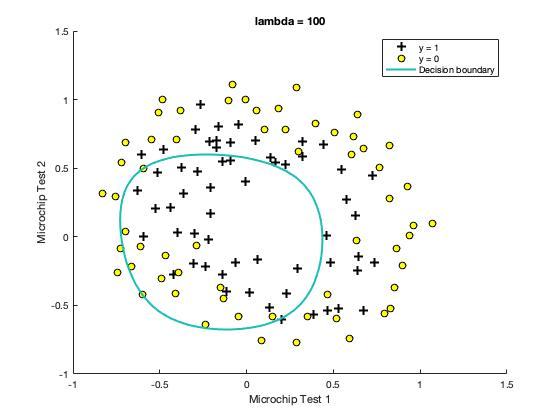 lambda = 100
y = 1
y = 0
Decision boundary
1.5
1
0.5
0
-0.5
-1
Microchip Test 2
-1
-0.5
0
0.5
1
1.5
Microchip Test 1